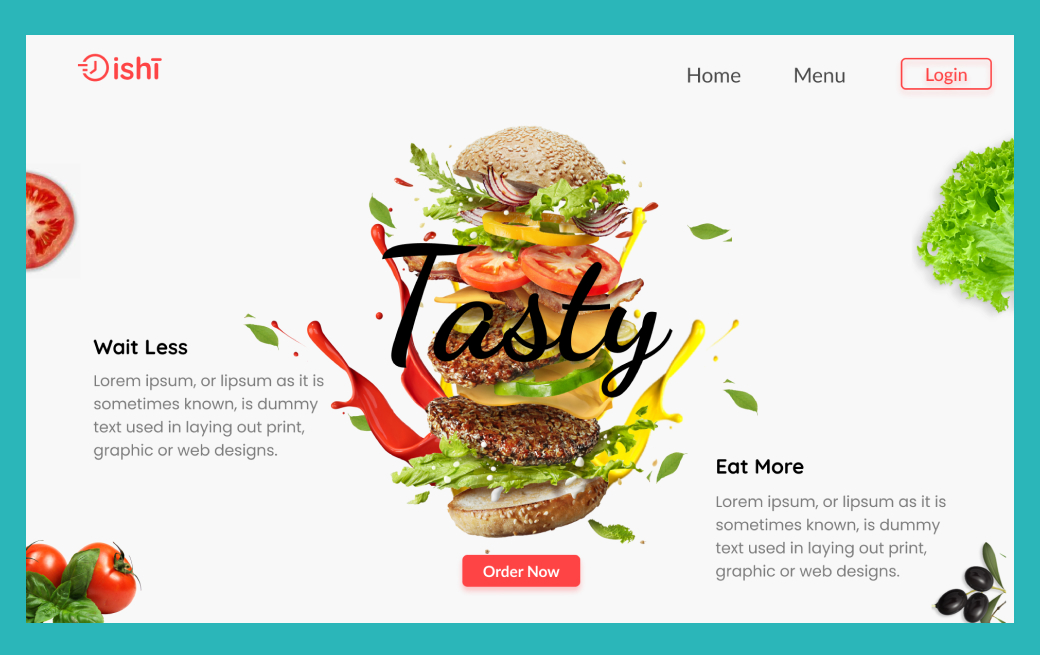 Oishī
Home
Menu
Login
Tasty
Wait Less
Lorem ipsum, or lipsum as it is
sometimes known, is dummy
text used in laying out print,
graphic or web designs.
Eat More
Lorem ipsum, or lipsum as it is
sometimes known, is dummy
text used in laying out print,
graphic or web designs.
Order Now